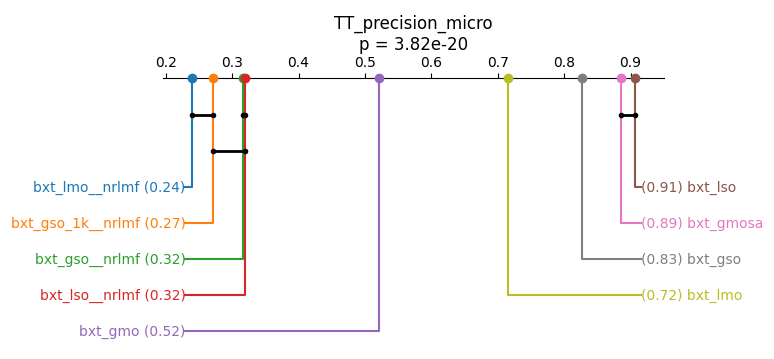 TT_precision_micro
p = 3.82e-20
0.2 0.3 0.4 0.5 0.6 0.7 0.8 0.9
bxt_lmo__nrlmf (0.24) (0.91) bxt_lso
bxt_gso_1k__nrlmf (0.27) (0.89) bxt_gmosa
bxt_gso__nrlmf (0.32) (0.83) bxt_gso
bxt_lso__nrlmf (0.32) (0.72) bxt_lmo
bxt_gmo (0.52)